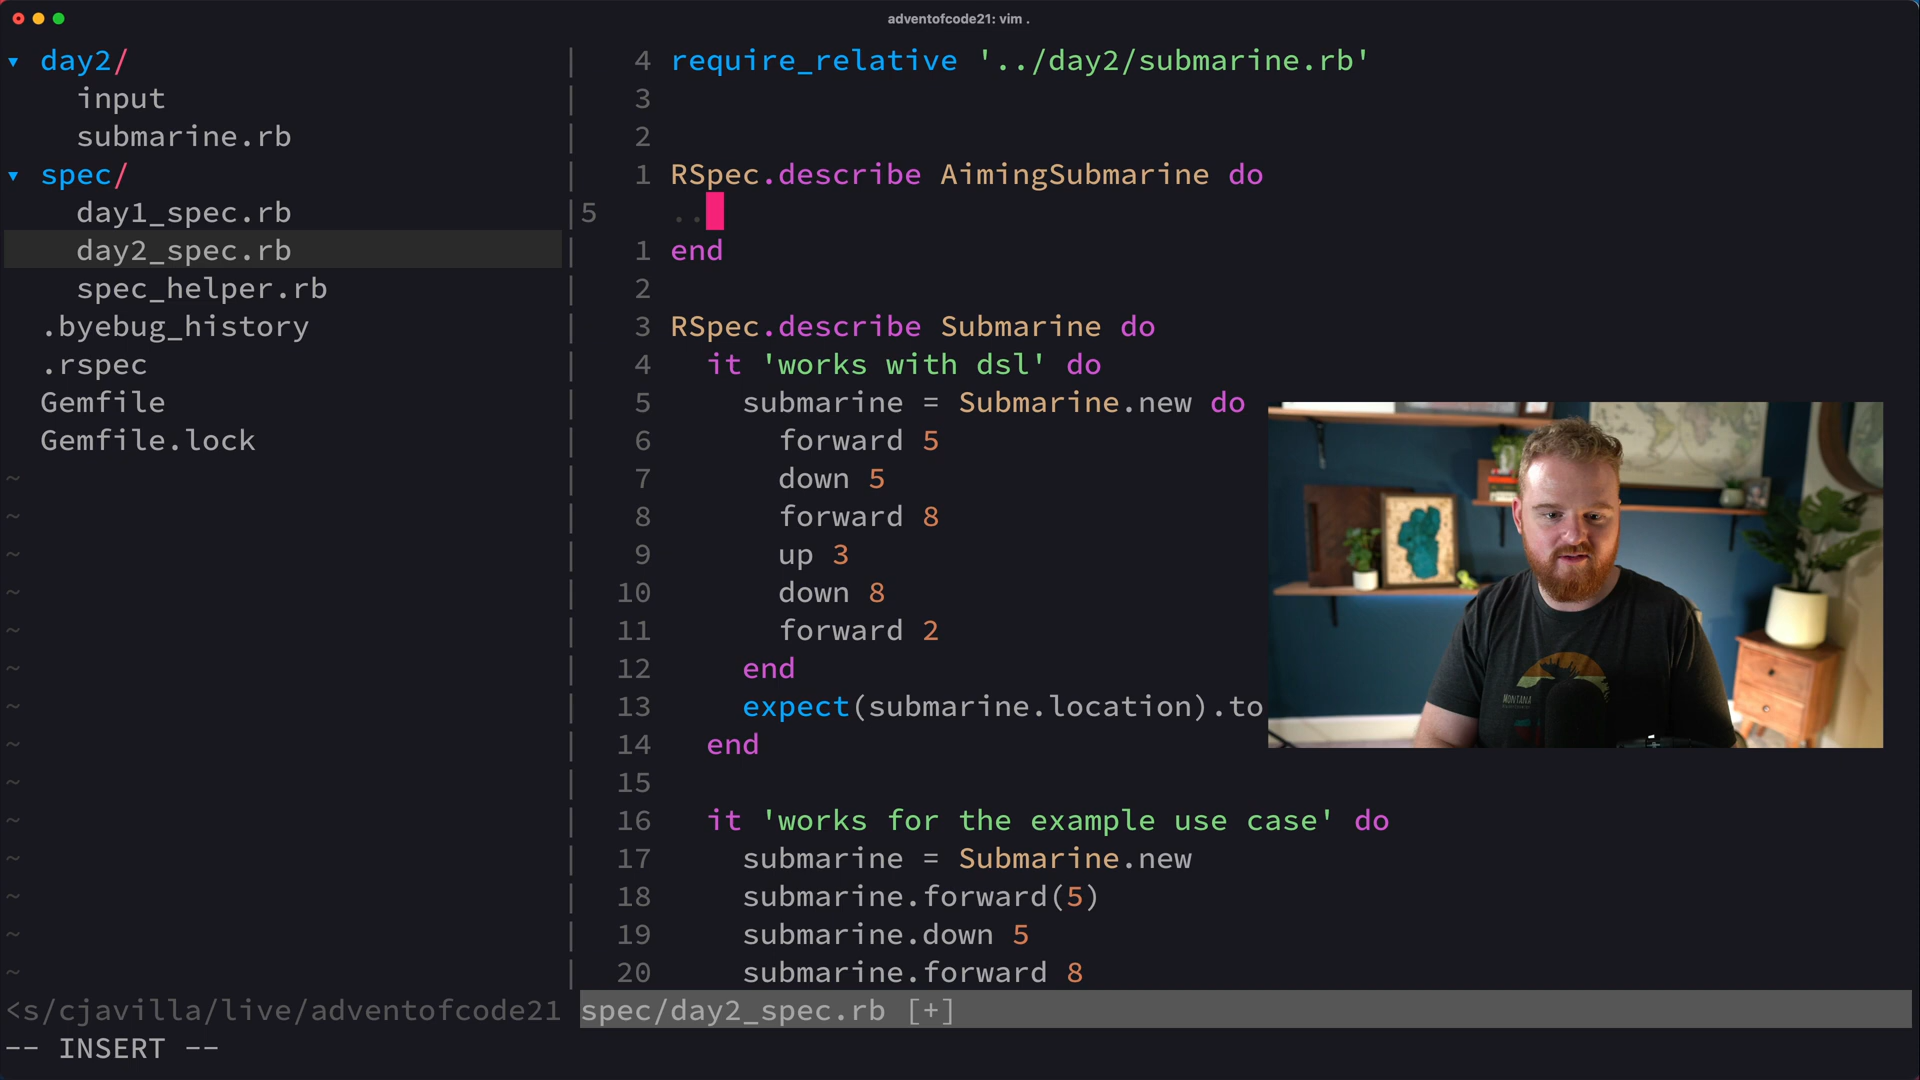 adventofcode21: vim .
▾ day2/
input
submarine.rb
▾ spec/
day1_spec.rb
day2_spec.rb
spec_helper.rb
.byebug_history
.rspec
Gemfile
Gemfile.lock
~
~
~
~
~
~
~
~
~
~
~
~
~
~
<s/cjavilla/live/adventofcode21
4 require_relative '../day2/submarine.rb'
3
2
1 RSpec.describe AimingSubmarine do
5 ..
1 end
2
3 RSpec.describe Submarine do
4 it 'works with dsl' do
5 submarine = Submarine.new do
6 forward 5
7 down 5
8 forward 8
9 up 3
10 down 8
11 forward 2
12 end
13 expect(submarine.location).to
14 end
15
16 it 'works for the example use case' do
17 submarine = Submarine.new
18 submarine.forward(5)
19 submarine.down 5
20 submarine.forward 8
spec/day2_spec.rb [+]
-- INSERT --
MONTANA